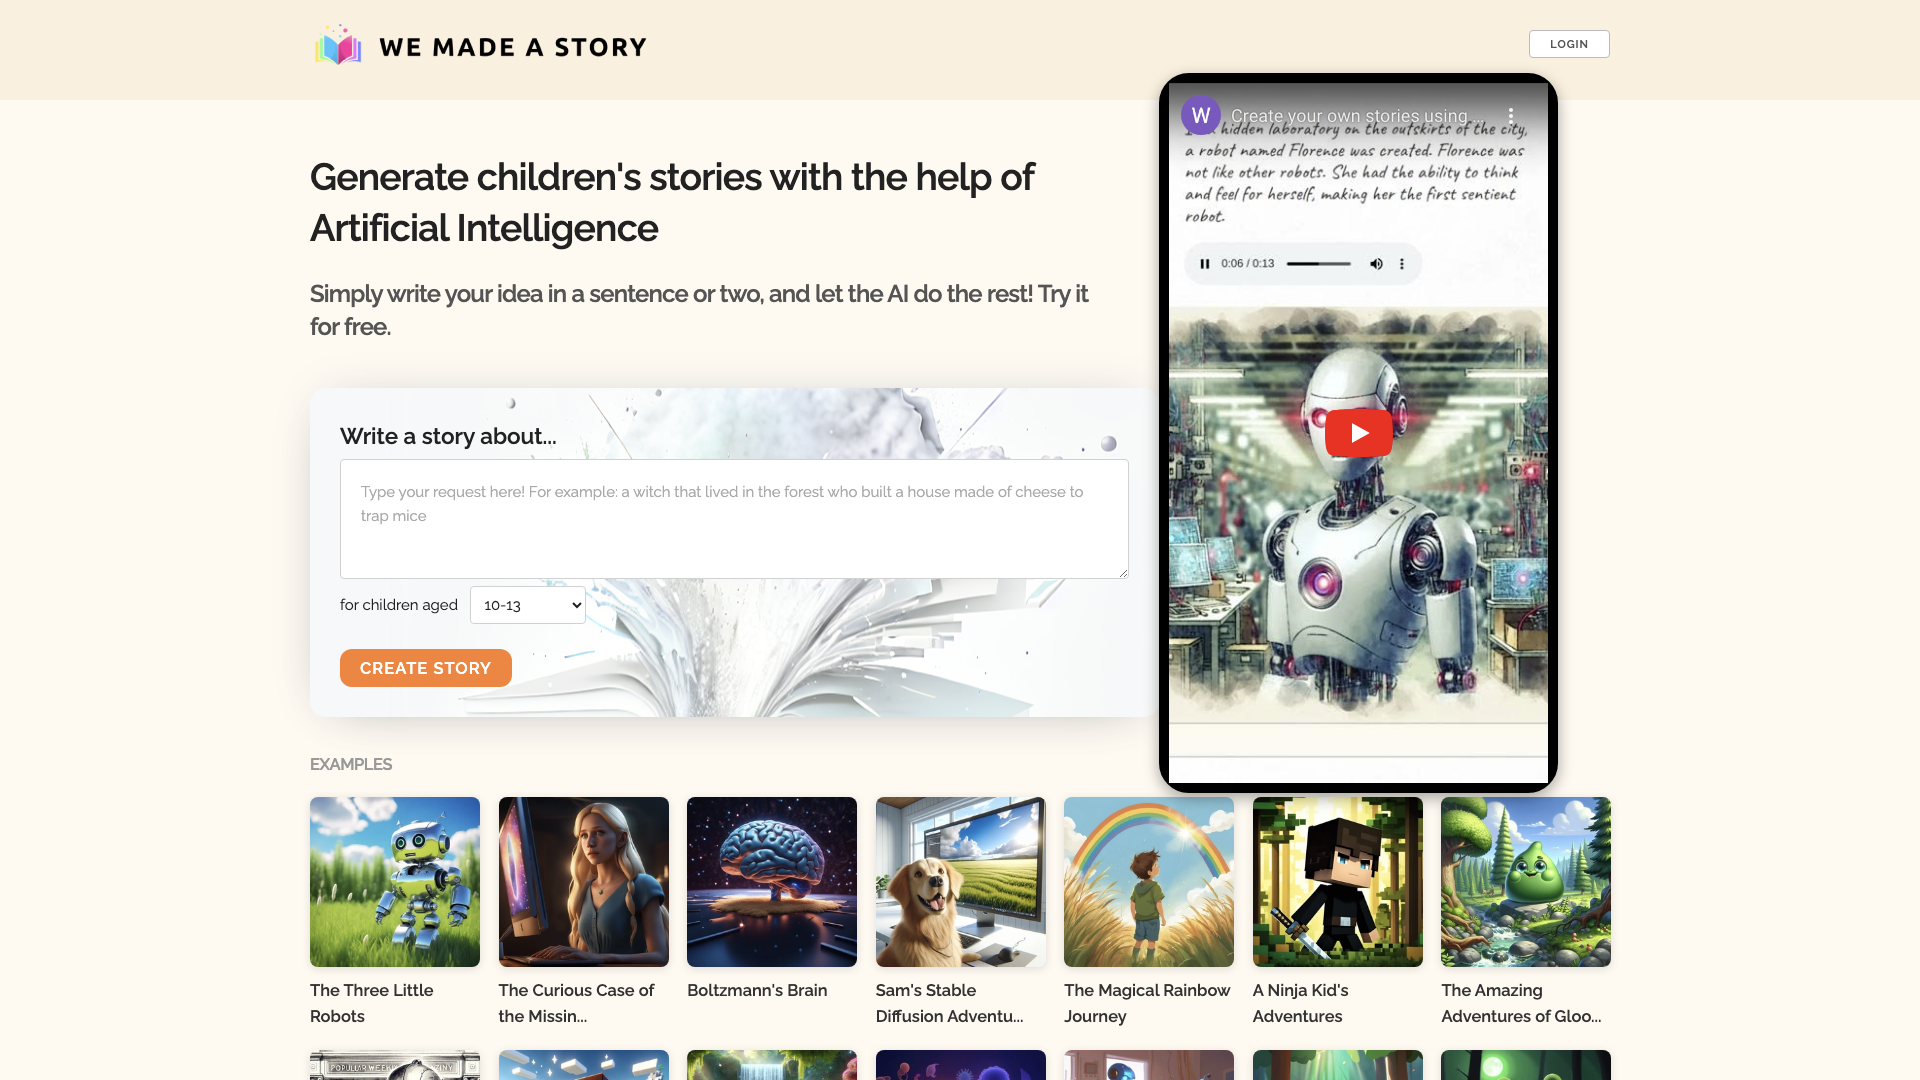 WE MADE A STORY
LOGIN
Generate children's stories with the help of
Artificial Intelligence
Simply write your idea in a sentence or two, and let the AI do the rest! Try it
for free.
W
Create your own stories using ...
hidden laboratory on the outskirts of the city,
a robot named Florence was created. Florence was
not like other robots. She had the ability to think
and feel for herself, making her the first sentient
robot.
0:06 / 0:13
Write a story about...
Type your request here! For example: a witch that lived in the forest who built a house made of cheese to
trap mice
for children aged 10-13
CREATE STORY
EXAMPLES
The Three Little
Robots
The Curious Case of
the Missin...
Boltzmann's Brain
Sam's Stable
Diffusion Adventu...
The Magical Rainbow
Journey
A Ninja Kid's
Adventures
The Amazing
Adventures of Gloo...